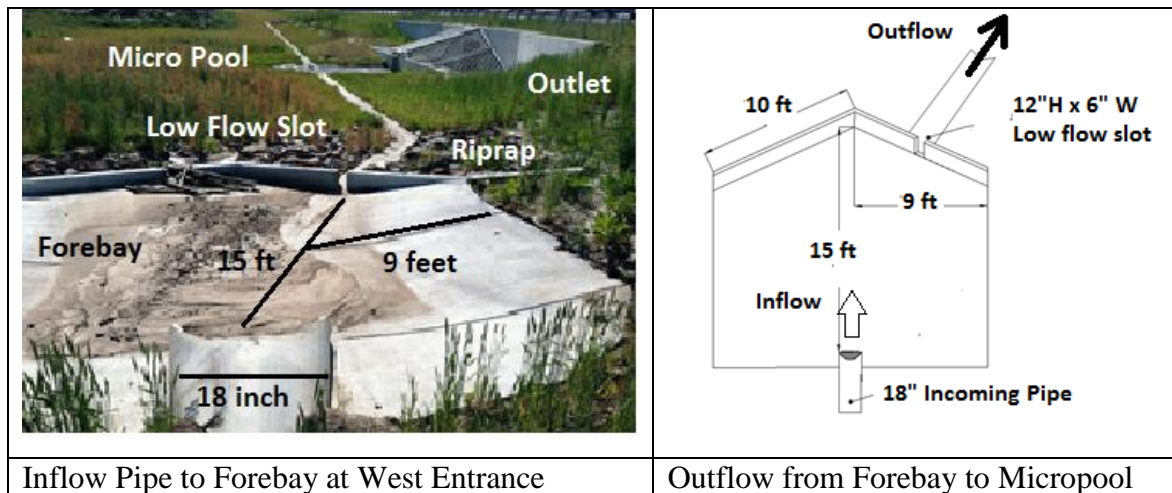 Micro Pool
Outlet
Low Flow Slot
Riprap
Forebay
15 ft
9 feet
18 inch
Inflow Pipe to Forebay at West Entrance
Outflow
10 ft
12"H x 6" W
Low flow slot
9 ft
15 ft
Inflow
18" Incoming Pipe
Outflow from Forebay to Micropool